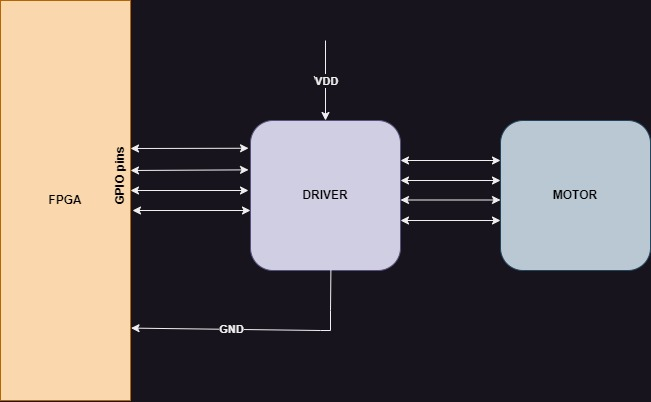 VDD
GPIO pins
FPGA
DRIVER
MOTOR
GND